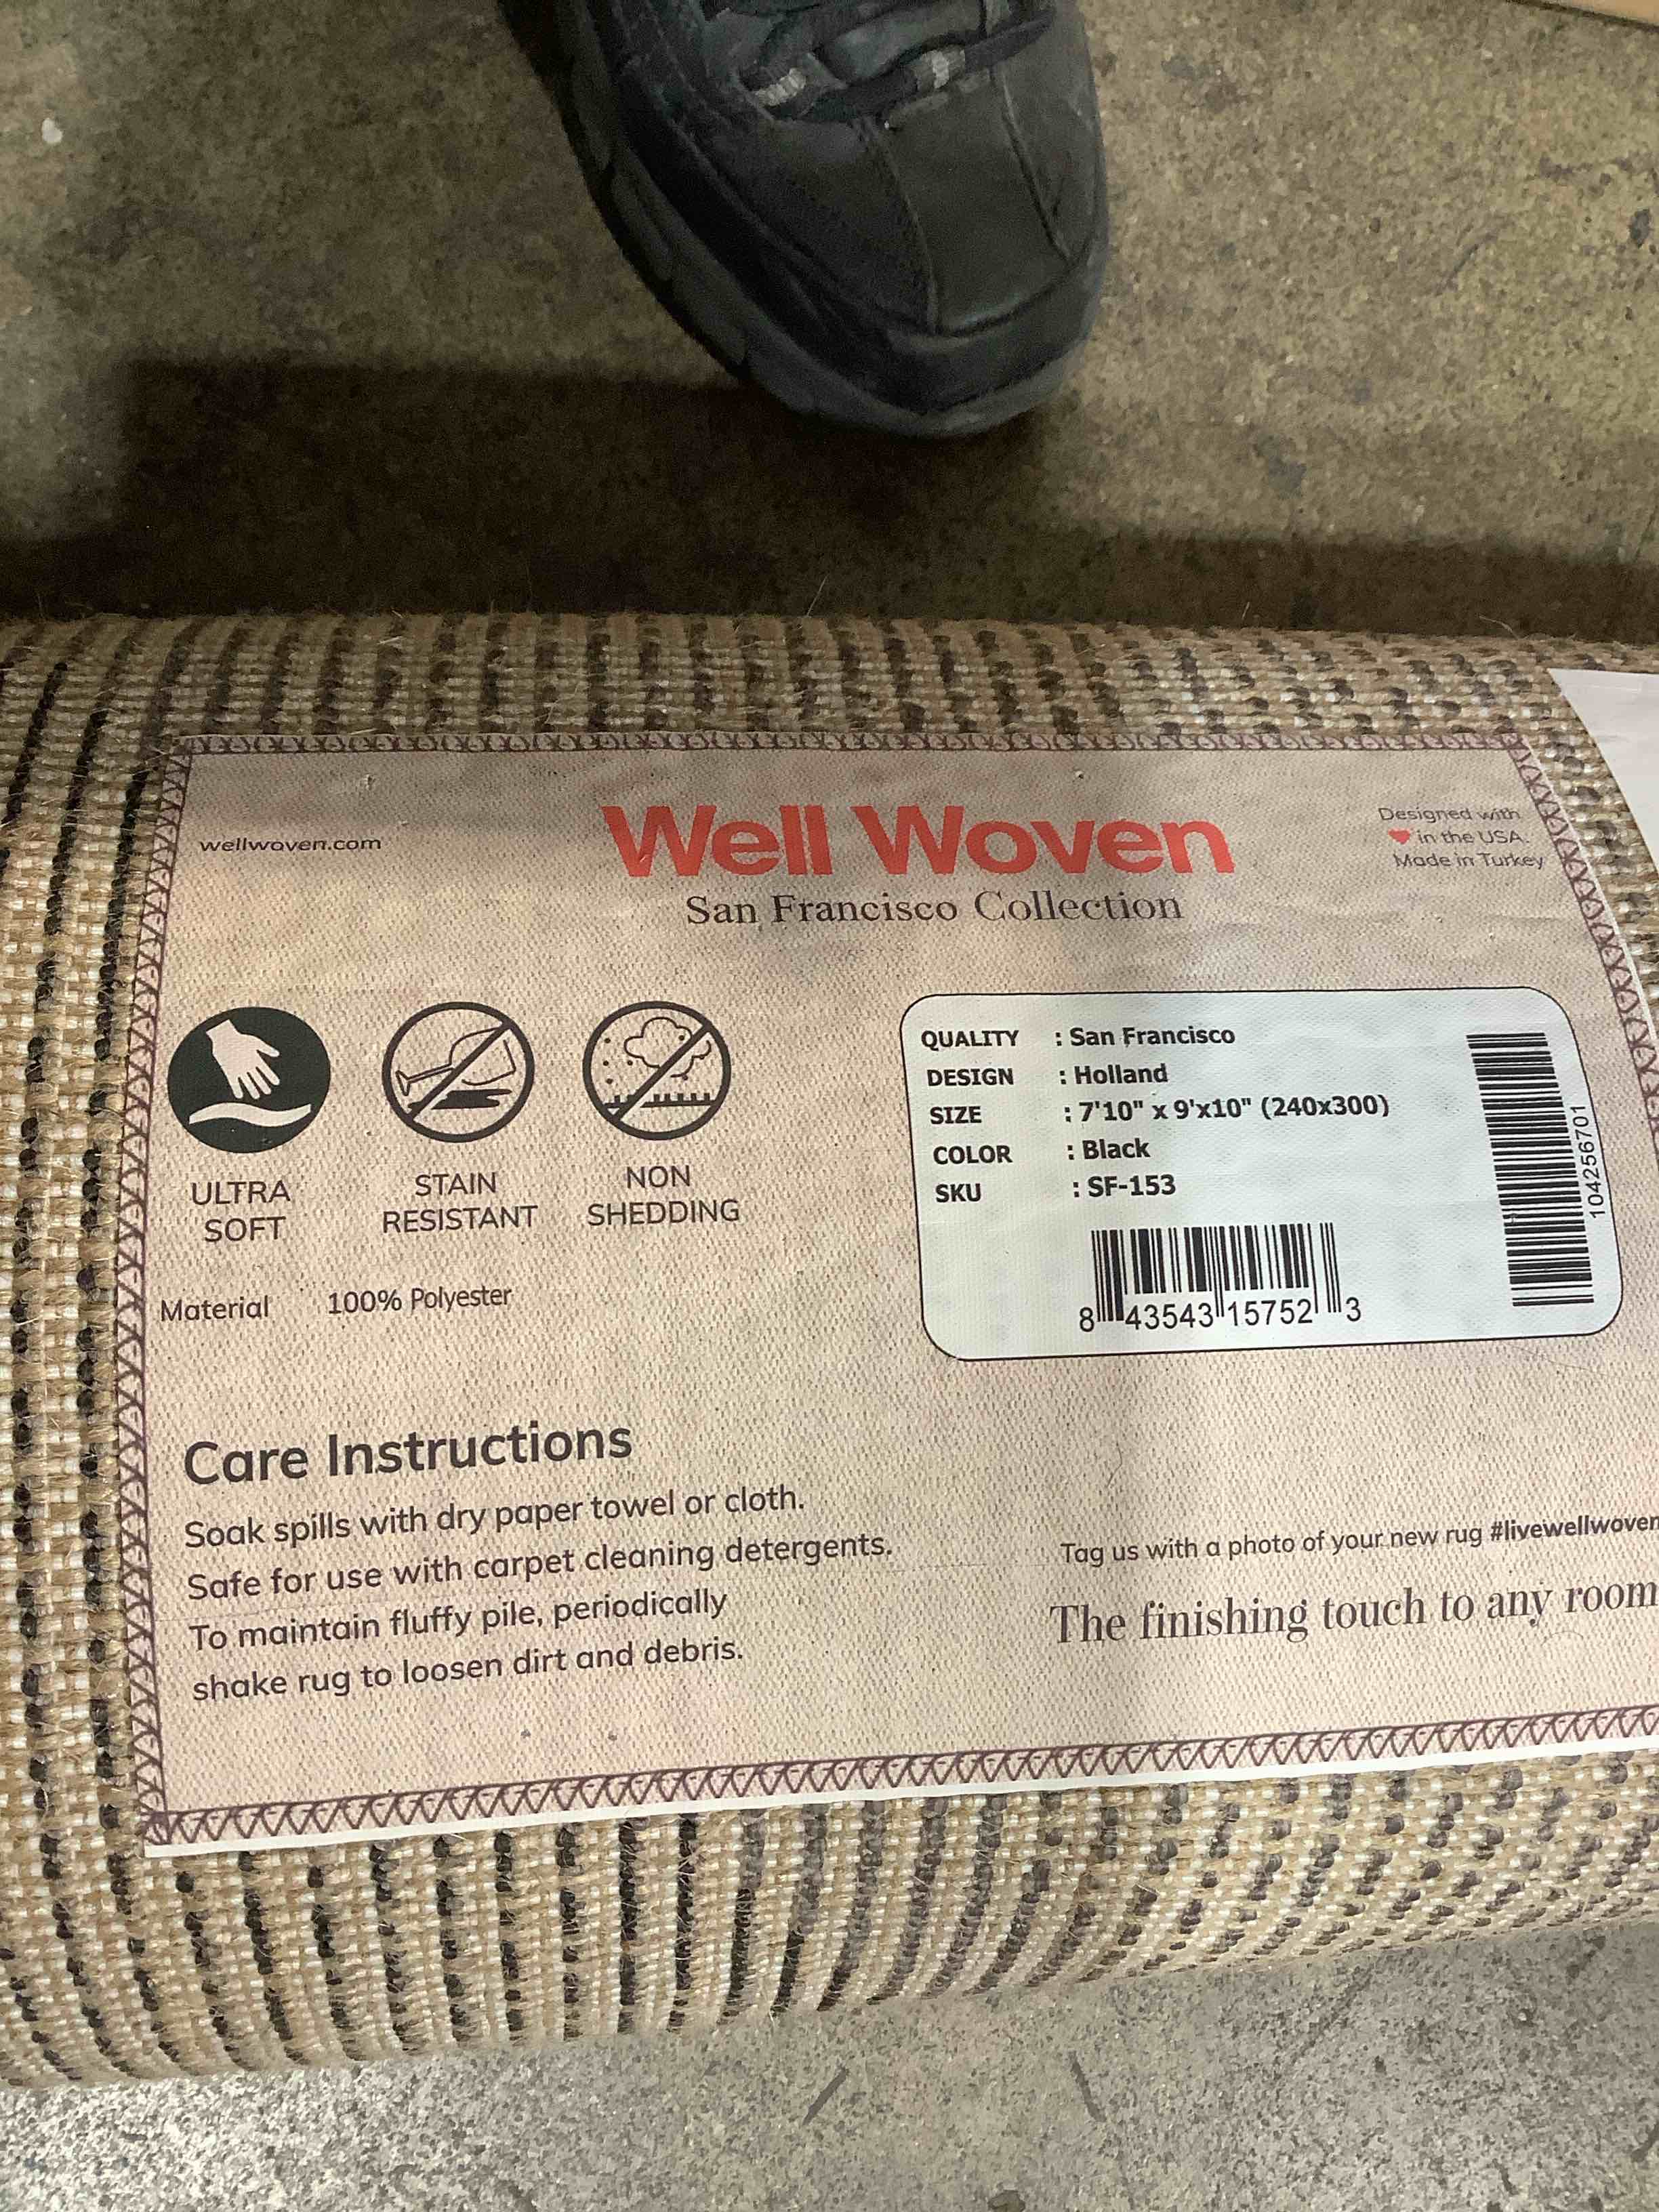 wellwoven.com
Well Woven
San Francisco Collection
Designed with
in the USA.
Made in Turkey
ULTRA
SOFT
STAIN
RESISTANT
NON
SHEDDING
Material 100% Polyester
QUALITY : San Francisco
DESIGN : Holland
SIZE : 7'10" x 9'x10" (240x300)
COLOR : Black
SKU : SF-153
8 43543 15752 3
104256701
Care Instructions
Soak spills with dry paper towel or cloth.
Safe for use with carpet cleaning detergents.
To maintain fluffy pile, periodically
shake rug to loosen dirt and debris.
Tag us with a photo of your new rug #livewellwoven
The finishing touch to any room